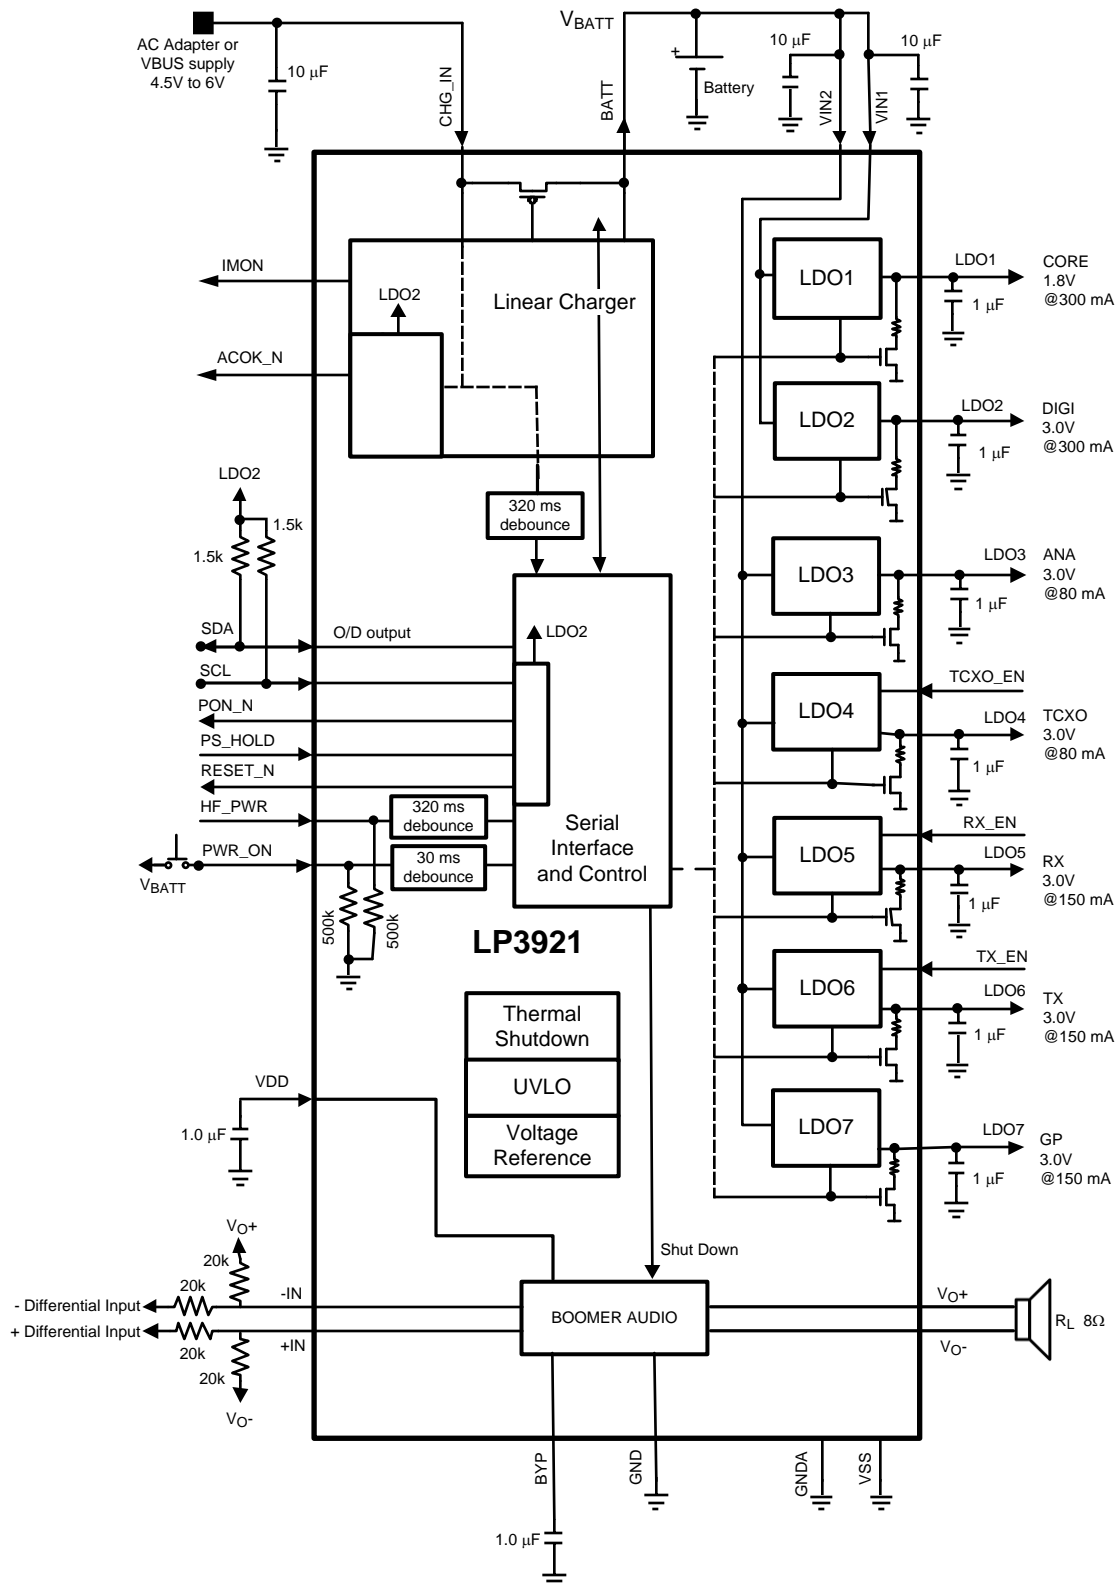 AC Adapter or
VBUS supply
4.5V to 6V
10 µF
CHG_IN
BATT
VBATT
+
Battery
10 µF
VIN2
VIN1
10 µF
IMON
LDO2
Linear Charger
ACOK_N
320 ms
debounce
LDO2
1.5k
1.5k
SDA
O/D output
SCL
PON_N
PS_HOLD
RESET_N
HF_PWR
320 ms
debounce
PWR_ON
30 ms
debounce
VBATT
500k
500k
LDO2
Serial
Interface
and Control
LP3921
Thermal
Shutdown
UVLO
Voltage
Reference
VDD
1.0 µF
LDO1
LDO1
1 µF
CORE
1.8V
@300 mA
LDO2
LDO2
1 µF
DIGI
3.0V
@300 mA
LDO3
LDO3
1 µF
ANA
3.0V
@80 mA
LDO4
TCXO_EN
LDO4
1 µF
TCXO
3.0V
@80 mA
LDO5
RX_EN
LDO5
1 µF
RX
3.0V
@150 mA
LDO6
TX_EN
LDO6
1 µF
TX
3.0V
@150 mA
LDO7
LDO7
1 µF
GP
3.0V
@150 mA
Shut Down
VO+
20k
20k
-IN
- Differential Input
+ Differential Input
+IN
20k
20k
VO-
BOOMER AUDIO
VO+
VO-
RL 8Ω
BYP
GND
GNDA
VSS
1.0 µF